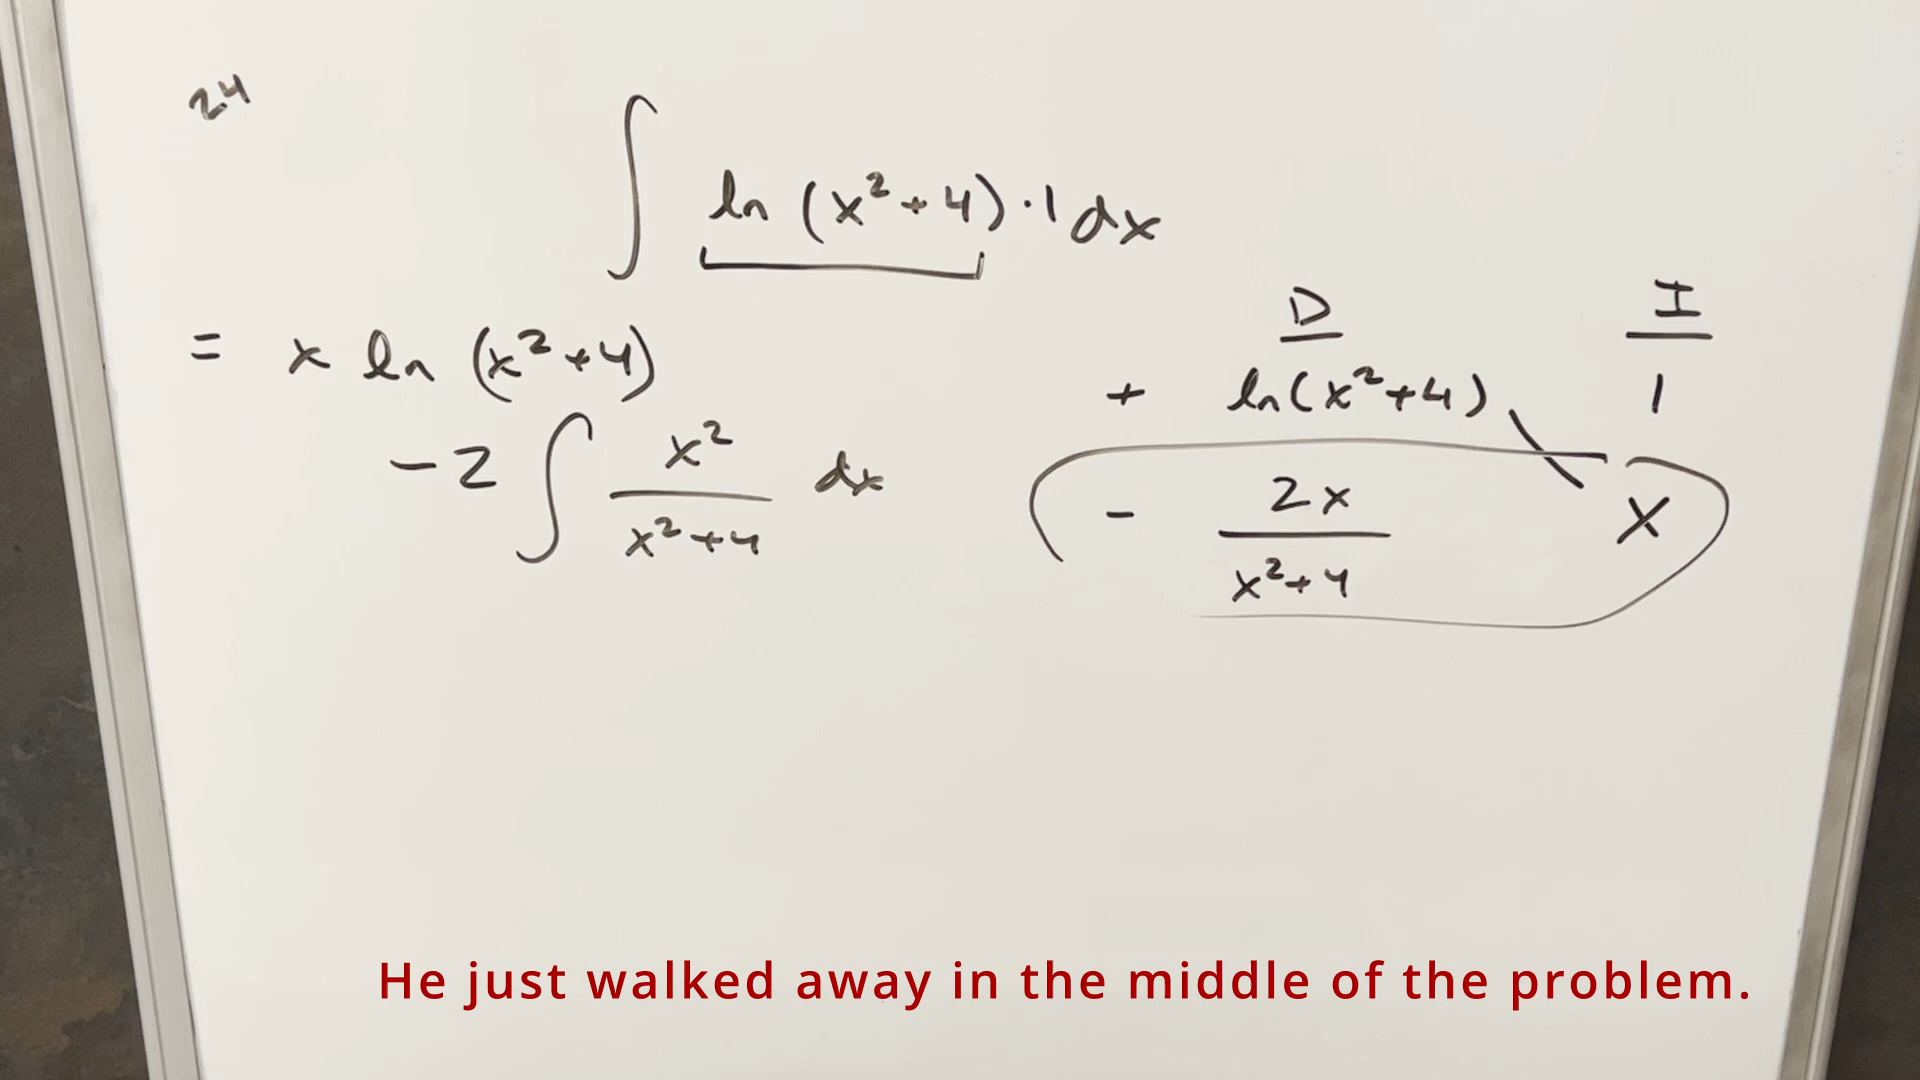 24
∫ ln (x²+4)·1 dx
= x ln (x²+4)
-2 ∫ x²/(x²+4) dx
D I
+ ln(x²+4) 1
- 2x/(x²+4) x
He just walked away in the middle of the problem.